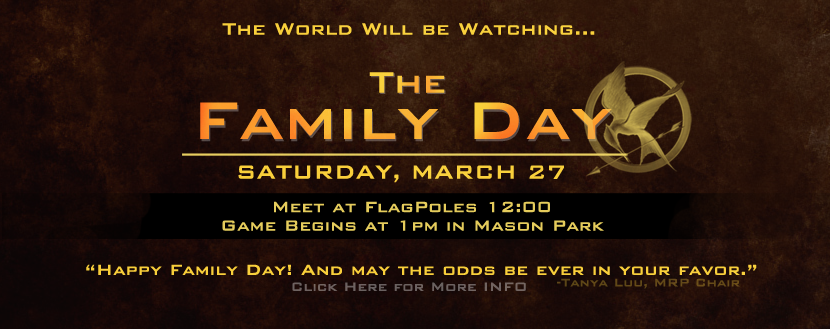 The World Will be Watching...
The
Family Day
Saturday, March 27
Meet at FlagPoles 12:00
Game Begins at 1pm in Mason Park
“Happy Family Day! And may the odds be ever in your favor.”
-Tanya Luu, MRP Chair
Click Here for More INFO